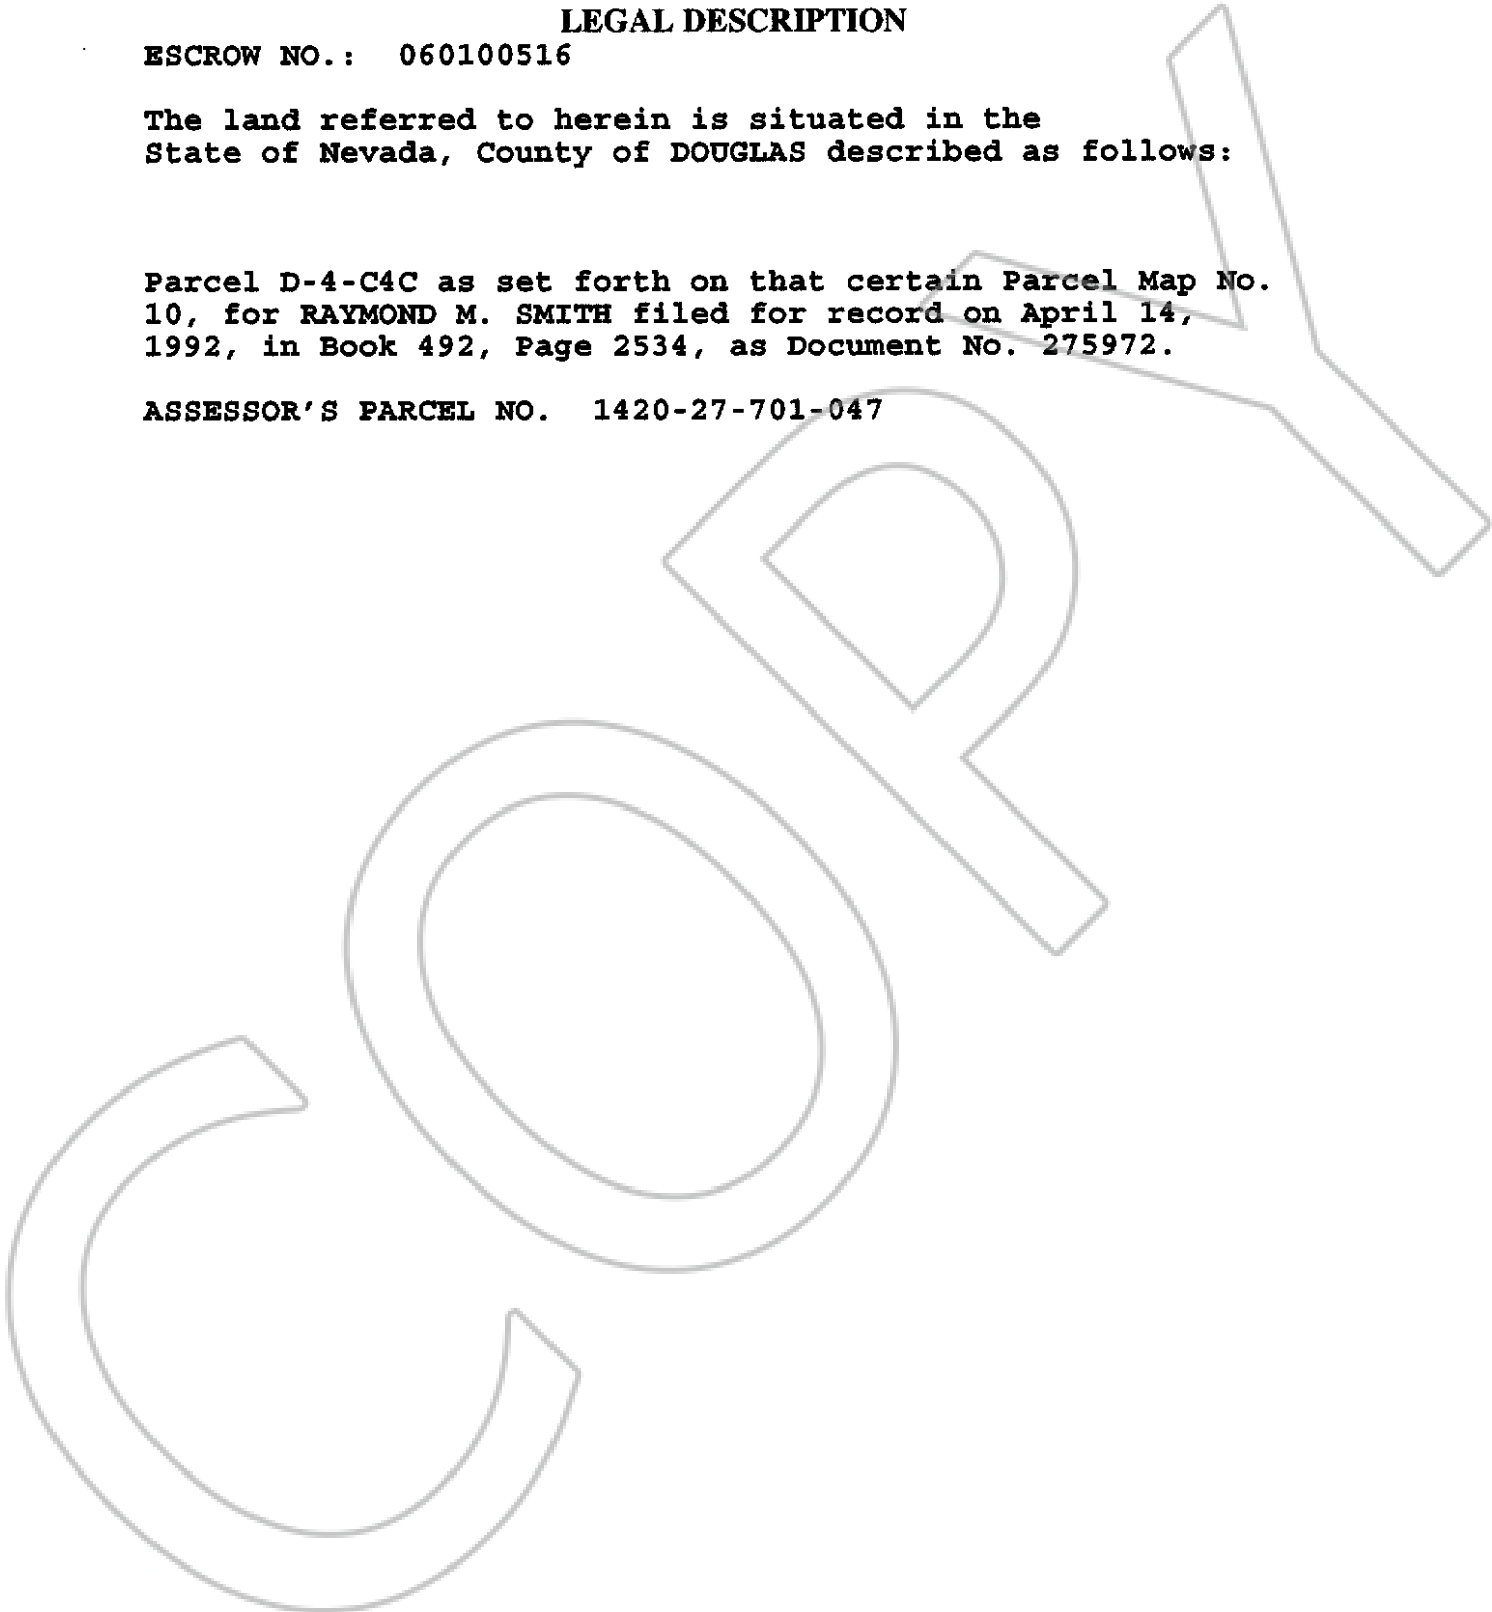 LEGAL DESCRIPTION
ESCROW NO.: 060100516
The land referred to herein is situated in the
State of Nevada, County of DOUGLAS described as follows:
Parcel D-4-C4C as set forth on that certain Parcel Map No.
10, for RAYMOND M. SMITH filed for record on April 14,
1992, in Book 492, Page 2534, as Document No. 275972.
ASSESSOR'S PARCEL NO. 1420-27-701-047
COPY